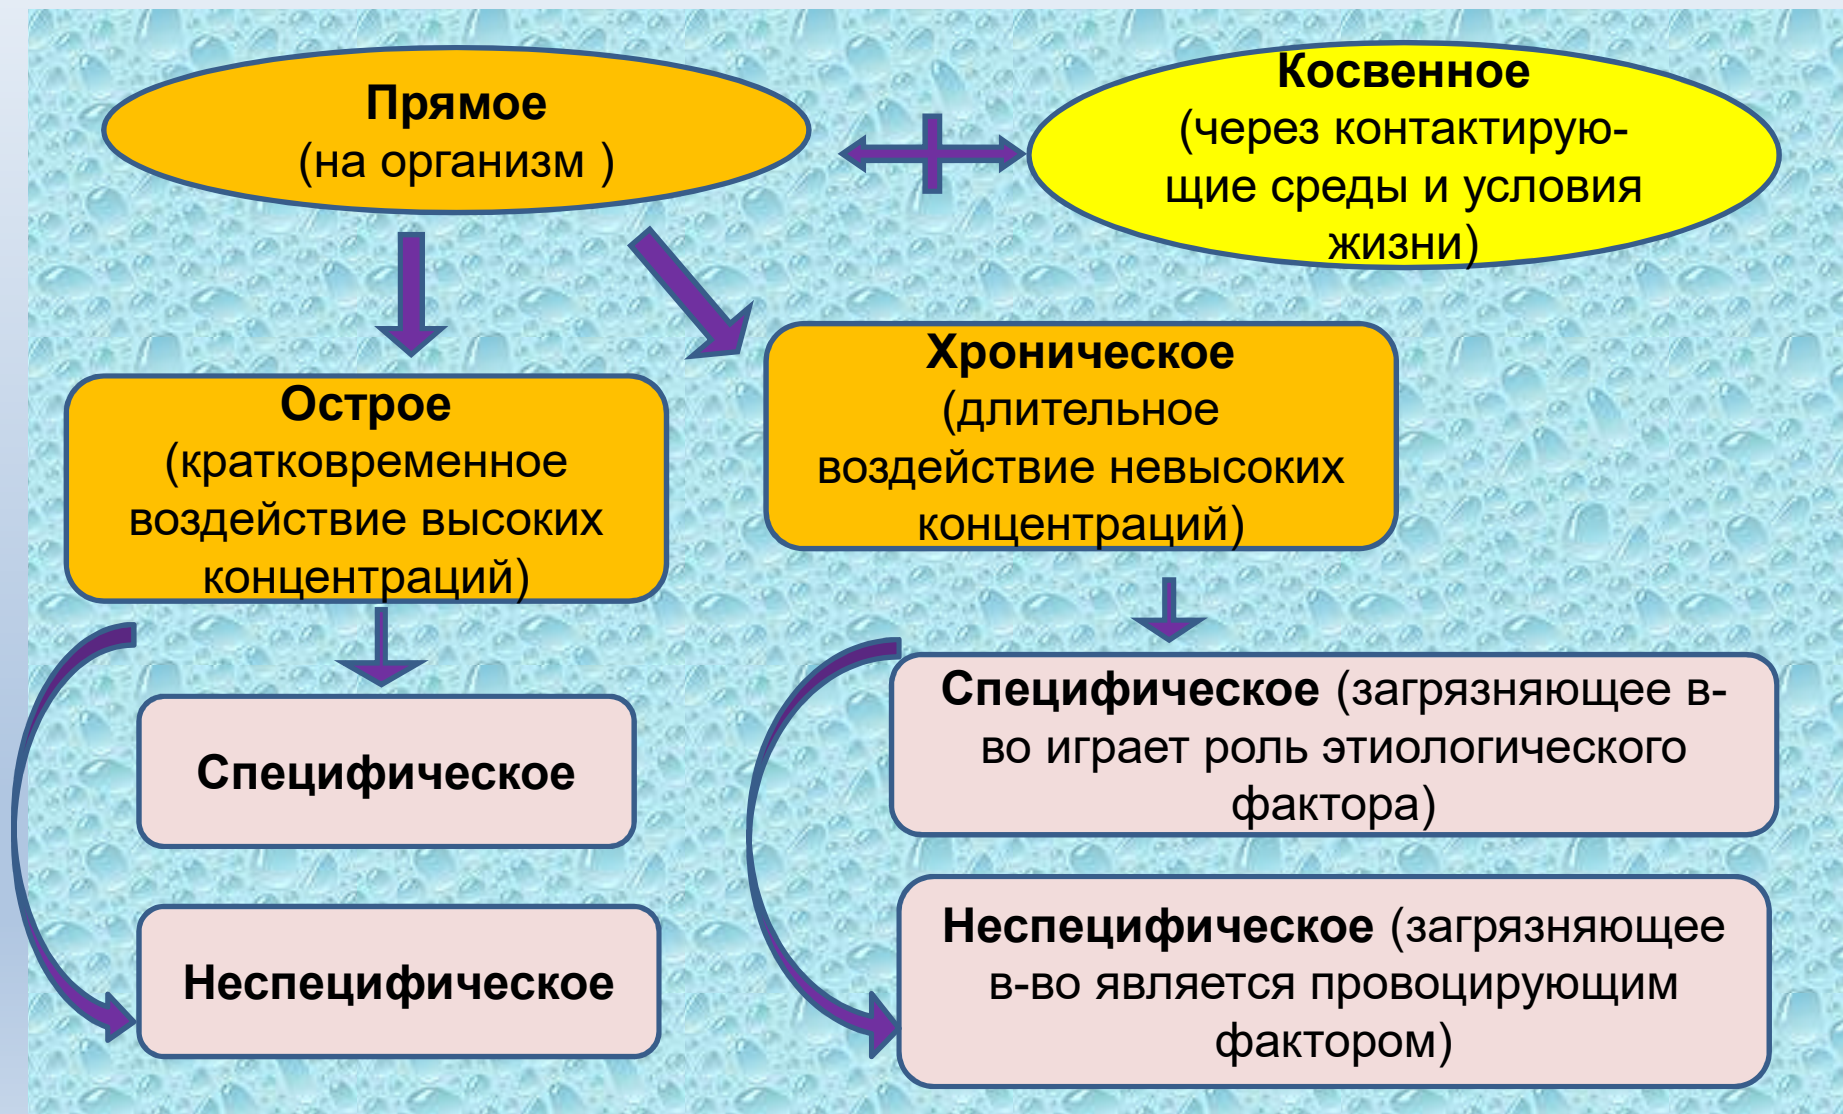 Прямое
(на организм )
Косвенное
(через контактирую-
щие среды и условия
жизни)
Острое
(кратковременное
воздействие высоких
концентраций)
Хроническое
(длительное
воздействие невысоких
концентраций)
Специфическое
Неспецифическое
Специфическое (загрязняющее в-
во играет роль этиологического
фактора)
Неспецифическое (загрязняющее
в-во является провоцирующим
фактором)